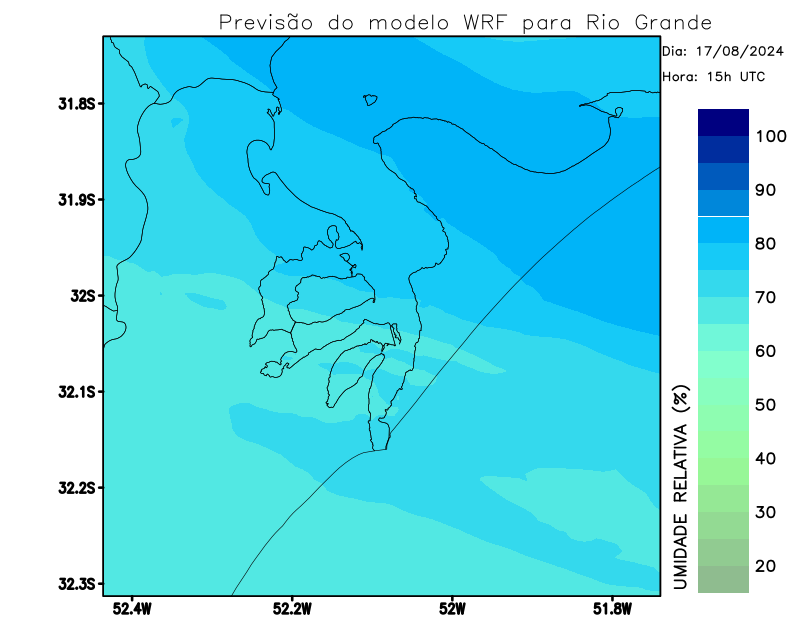 Previsão do modelo WRF para Rio Grande
Dia: 17/08/2024
Hora: 15h UTC
31.8S
31.9S
32S
32.1S
32.2S
32.3S
52.4W
52.2W
52W
51.8W
100
90
80
70
60
50
40
30
20
UMIDADE RELATIVA (%)